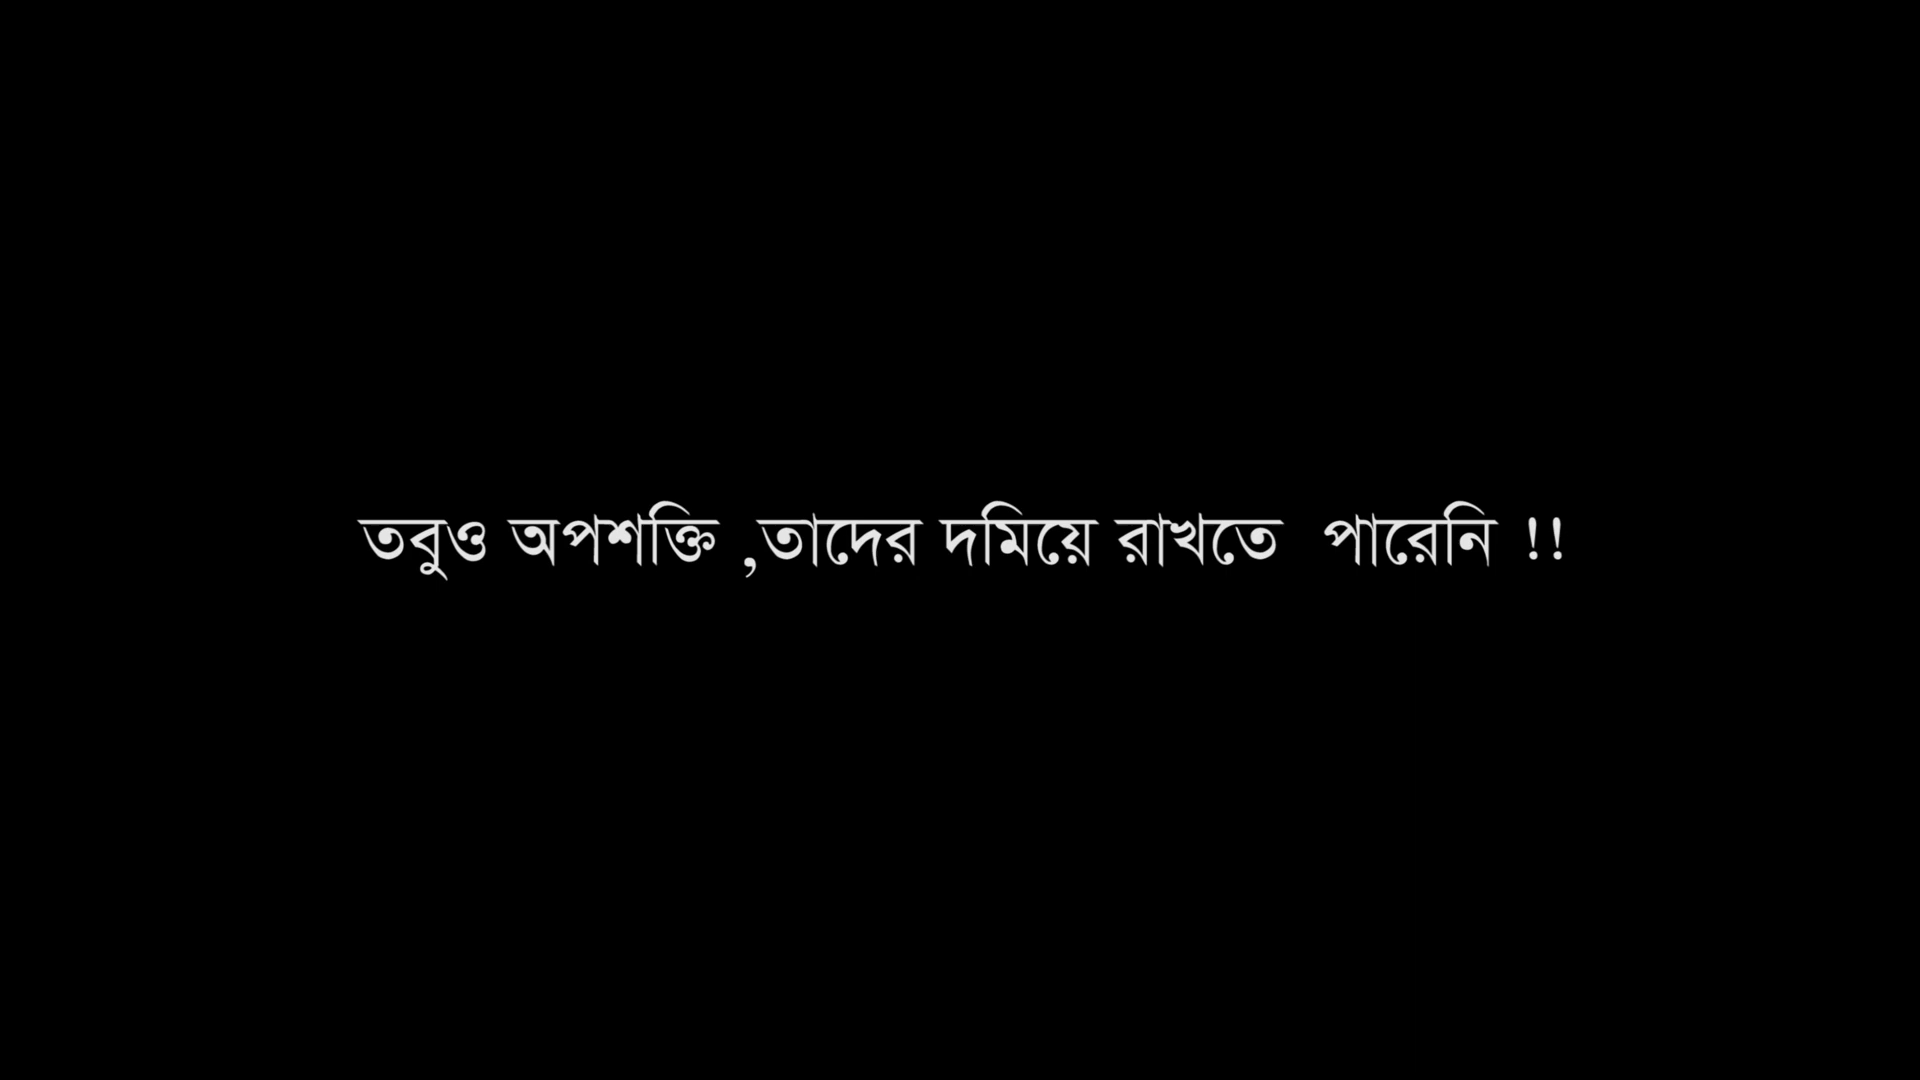 তবুও অপশক্তি ,তাদের দমিয়ে রাখতে  পারেনি !!